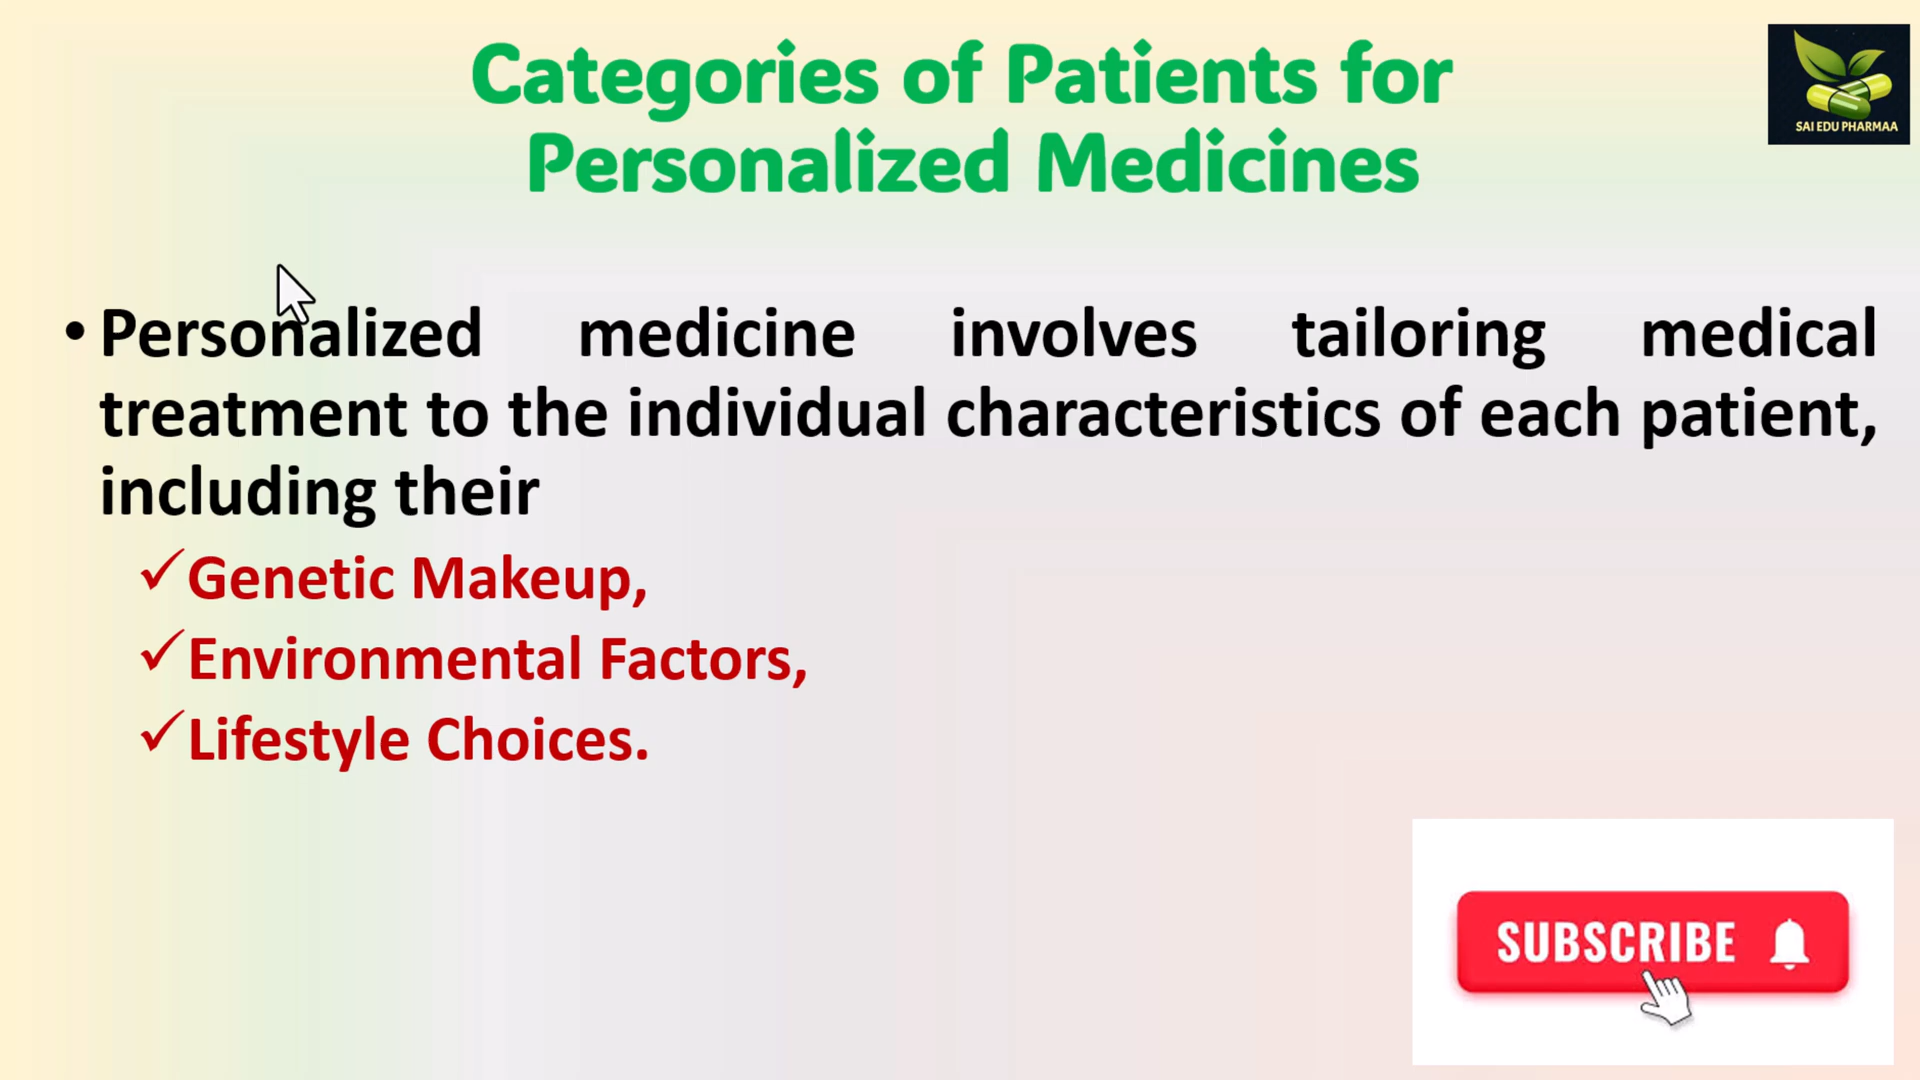 Categories of Patients for
Personalized Medicines
SAI EDU PHARMAA
• Personalized medicine involves tailoring medical
treatment to the individual characteristics of each patient,
including their
✓Genetic Makeup,
✓Environmental Factors,
✓Lifestyle Choices.
SUBSCRIBE